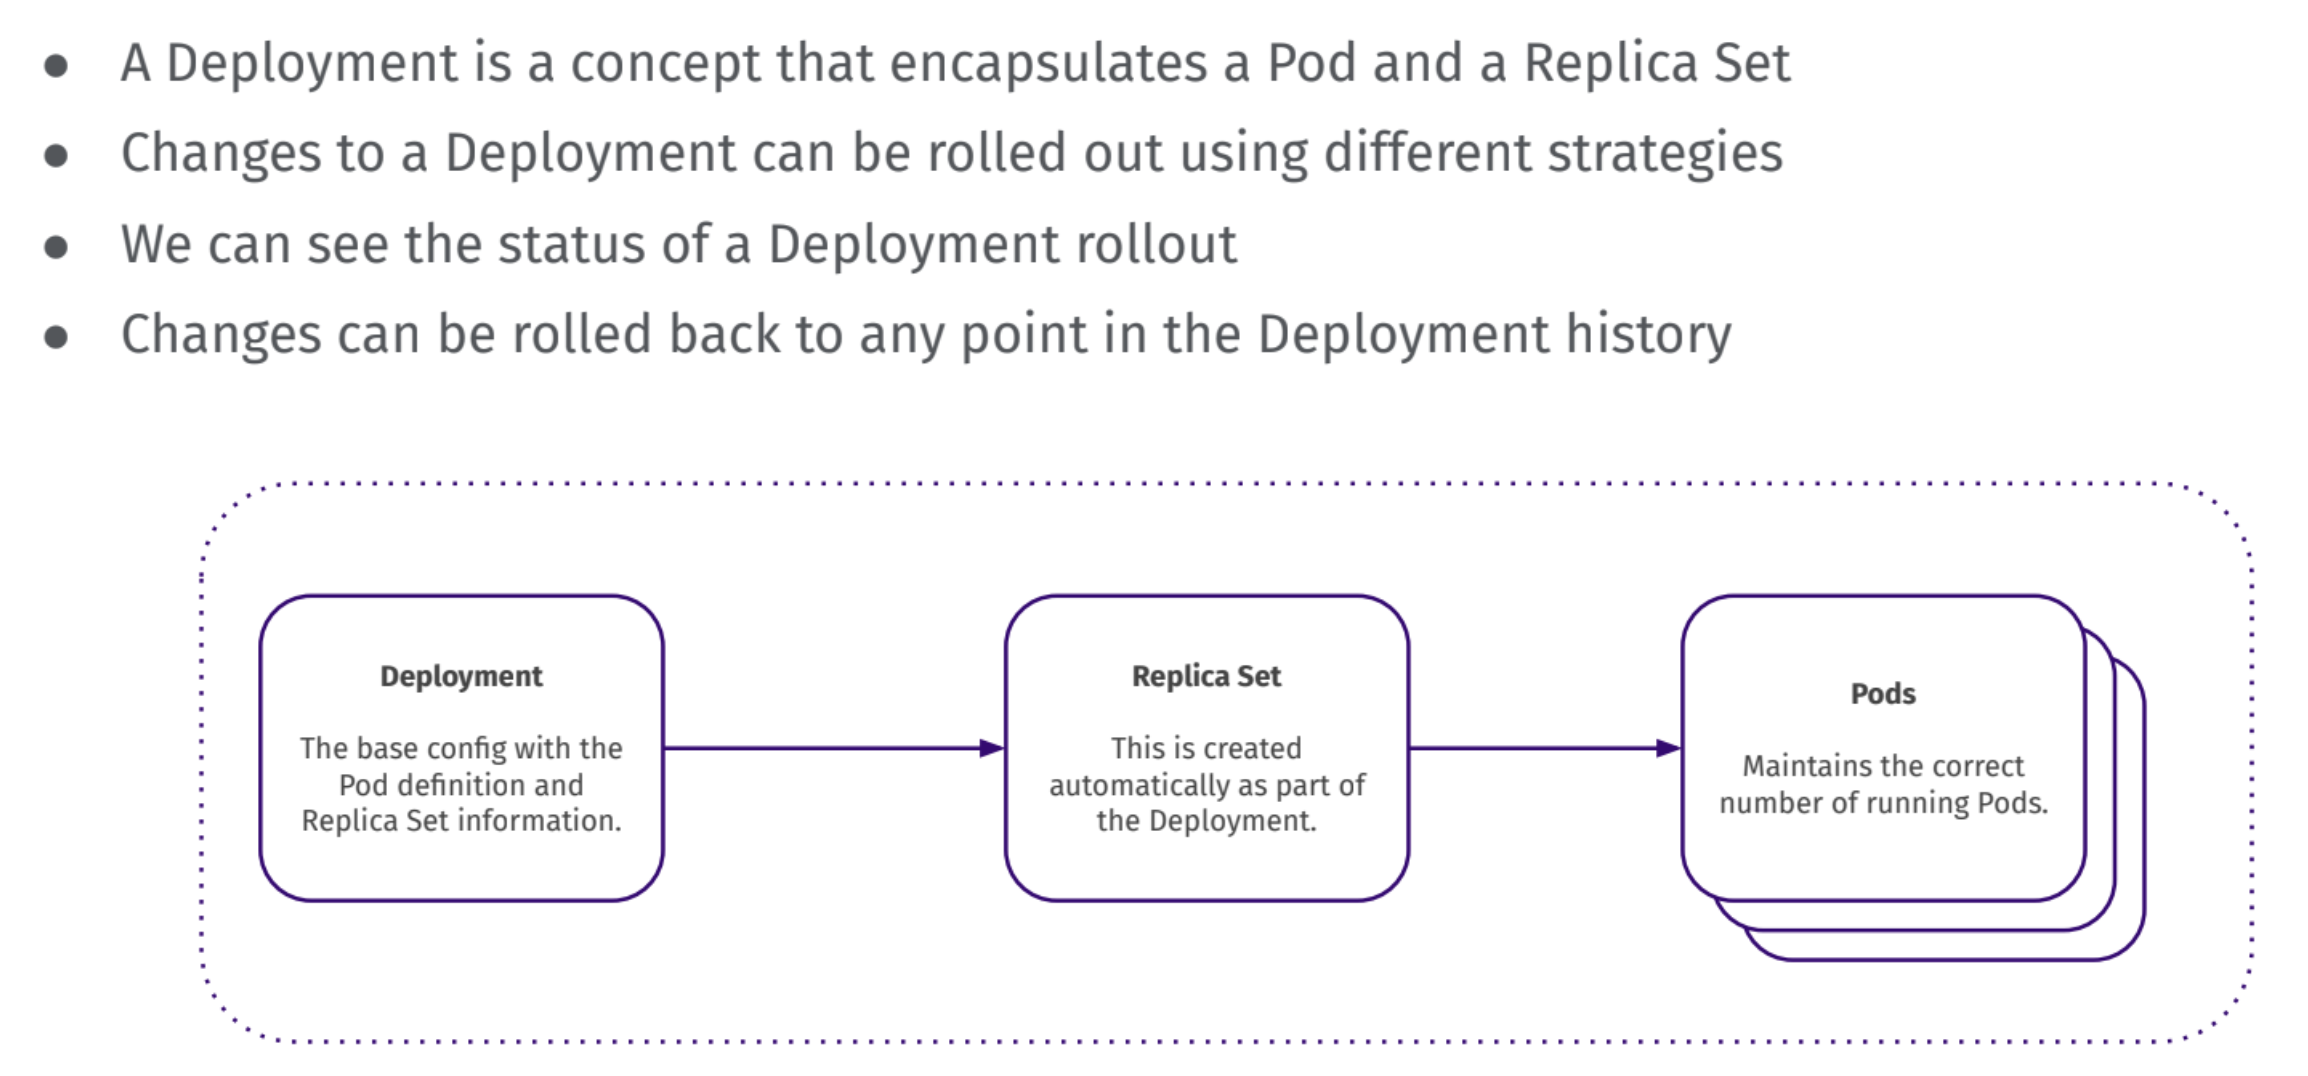 ● A Deployment is a concept that encapsulates a Pod and a Replica Set
● Changes to a Deployment can be rolled out using different strategies
● We can see the status of a Deployment rollout
● Changes can be rolled back to any point in the Deployment history
Deployment
The base config with the
Pod definition and
Replica Set information.
Replica Set
This is created
automatically as part of
the Deployment.
Pods
Maintains the correct
number of running Pods.